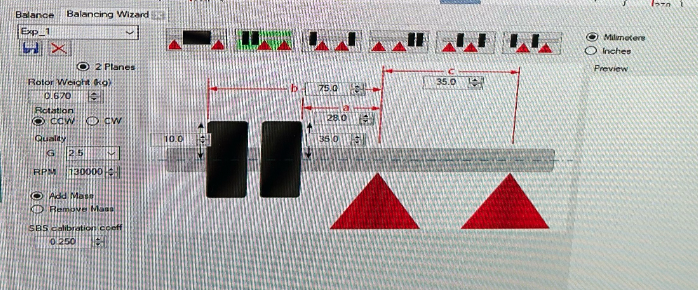 Balance
Balancing Wizard
Exp_1
2 Planes
Rotor Weight (kg)
0.670
Rotation
CCW
CW
Quality
G
2.5
RPM
130000
Add Mass
Remove Mass
SBS calibration coeff
0.250
10.0
b
75.0
a
28.0
35.0
c
35.0
Milimeters
Inches
Preview